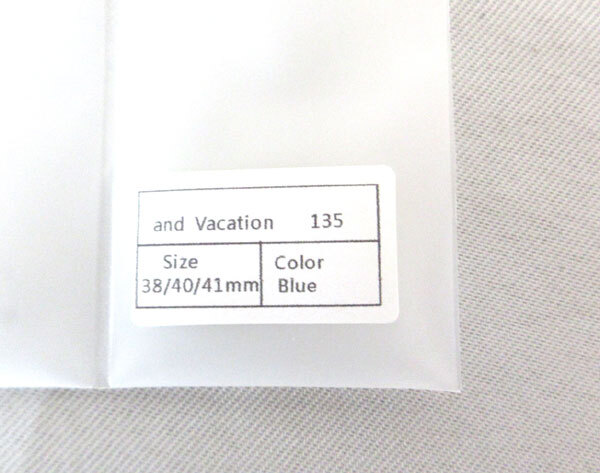 and Vacation 135
Size
38/40/41mm
Color
Blue